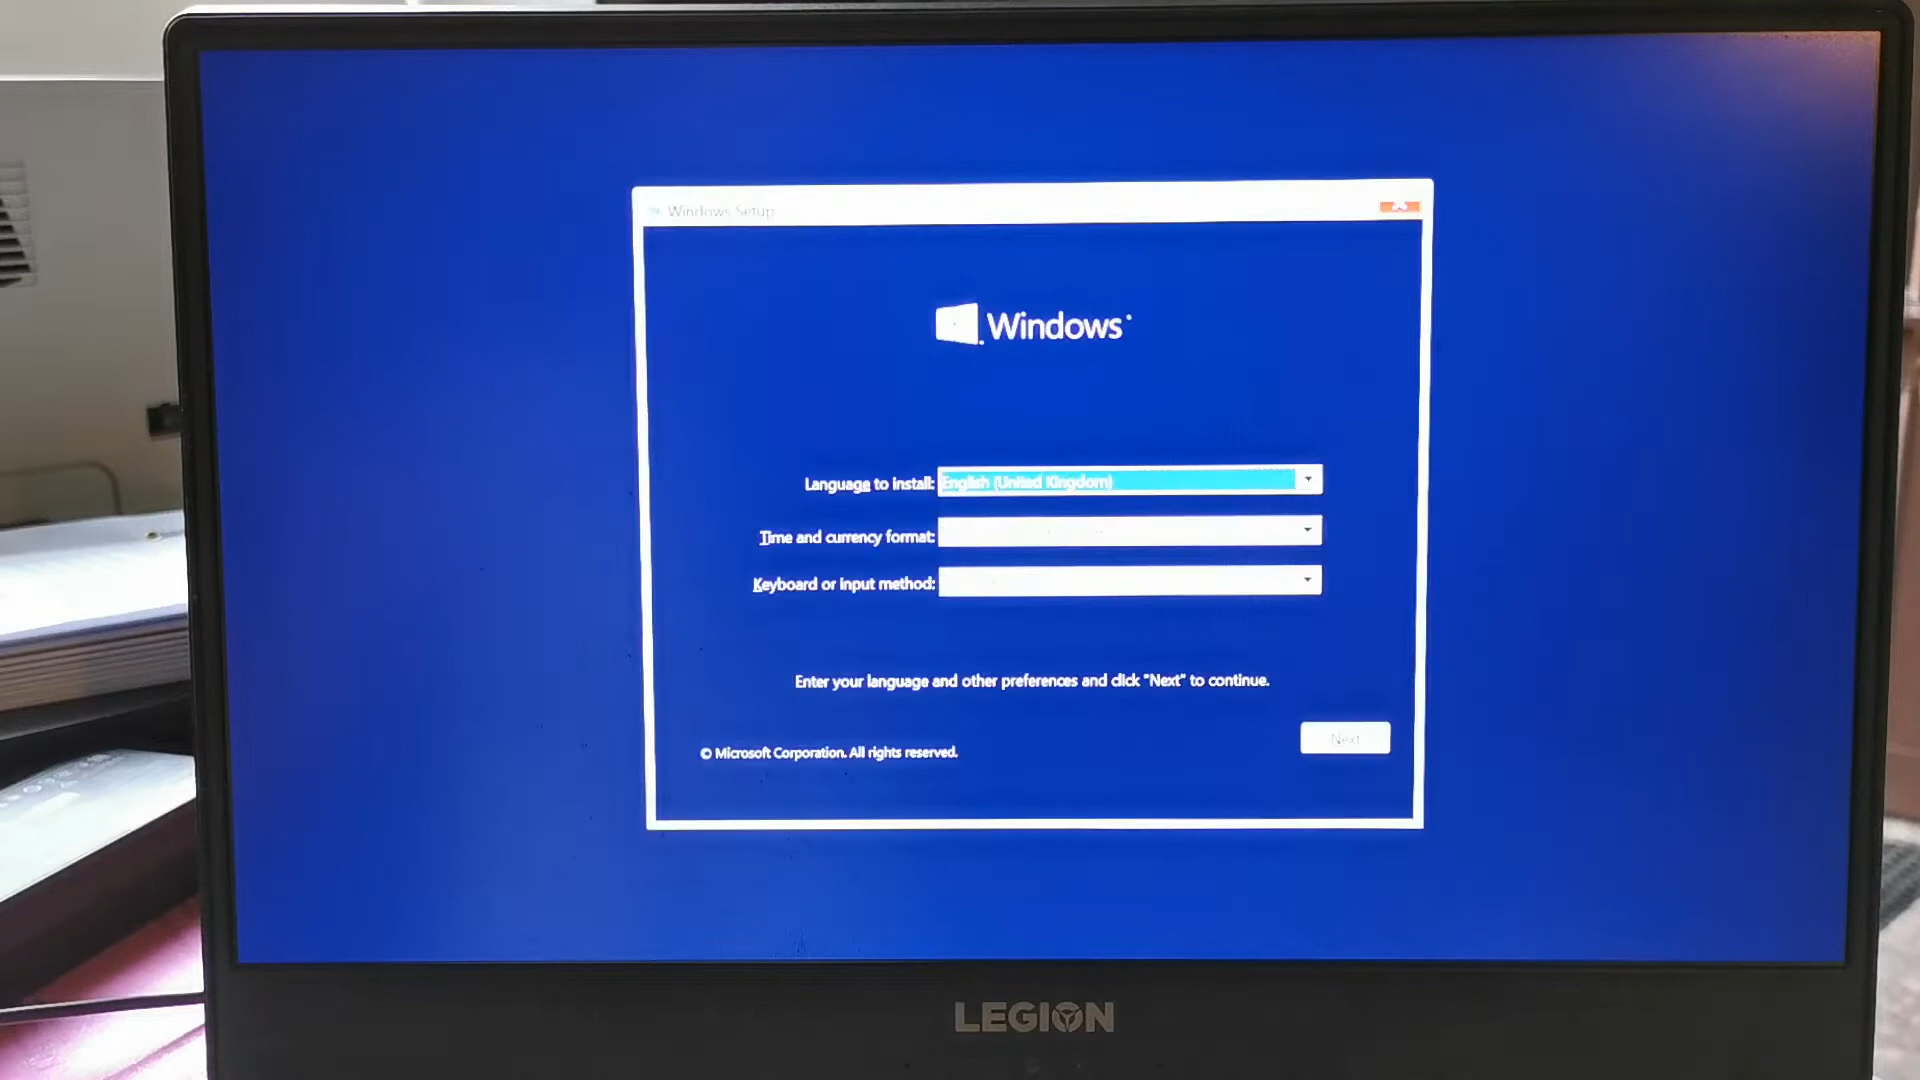 Windows Setup
Windows
Language to install: English (United Kingdom)
Time and currency format:
Keyboard or input method:
Enter your language and other preferences and click "Next" to continue.
Next
© Microsoft Corporation. All rights reserved.
LEGION